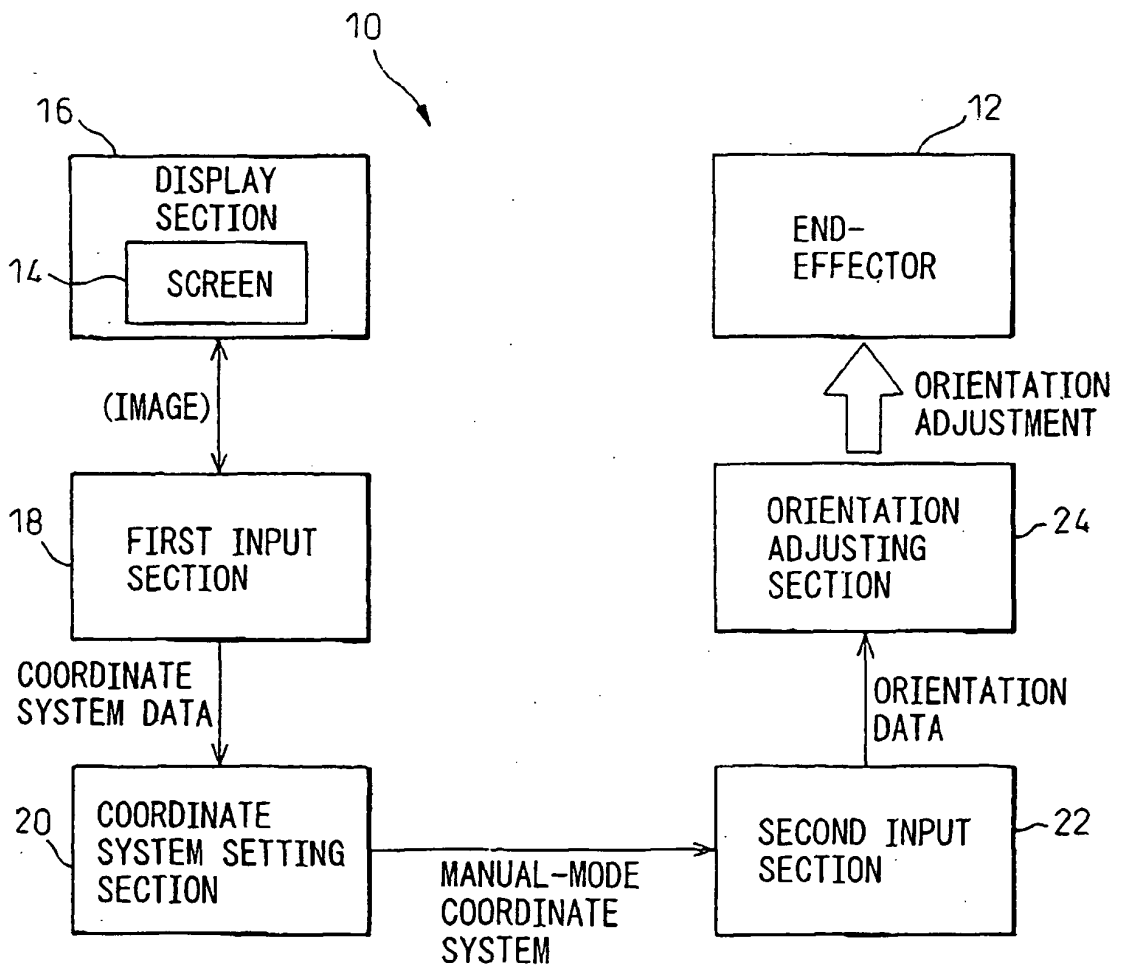 10
16
DISPLAY
SECTION
14
SCREEN
12
END-
EFFECTOR
(IMAGE)
ORIENTATION
ADJUSTMENT
18
FIRST INPUT
SECTION
ORIENTATION
ADJUSTING
SECTION
24
COORDINATE
SYSTEM DATA
ORIENTATION
DATA
20
COORDINATE
SYSTEM SETTING
SECTION
MANUAL-MODE
COORDINATE
SYSTEM
SECOND INPUT
SECTION
22